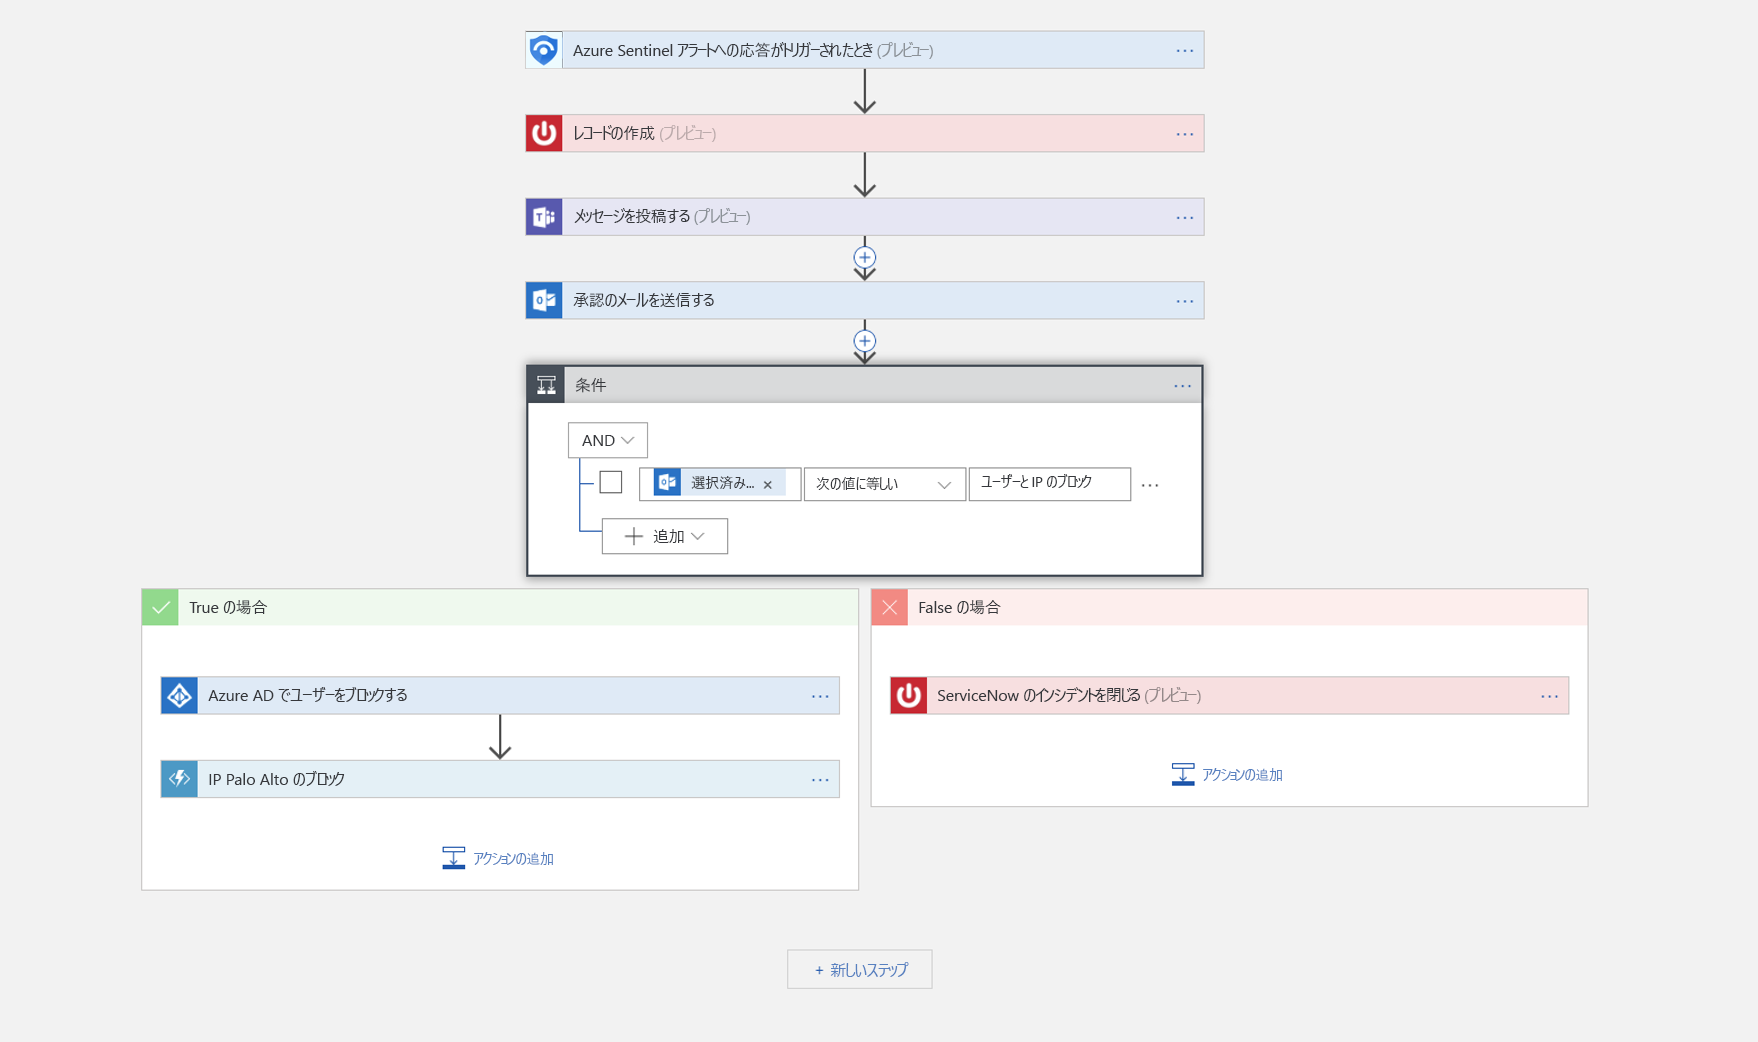 Azure Sentinel アラートへの応答がトリガーされたとき (プレビュー)
レコードの作成 (プレビュー)
メッセージを投稿する (プレビュー)
承認のメールを送信する
条件
AND
選択済み... × 次の値に等しい ユーザーと IP のブロック
+ 追加
True の場合
Azure AD でユーザーをブロックする
IP Palo Alto のブロック
アクションの追加
False の場合
ServiceNow のインシデントを閉じる (プレビュー)
アクションの追加
+ 新しいステップ